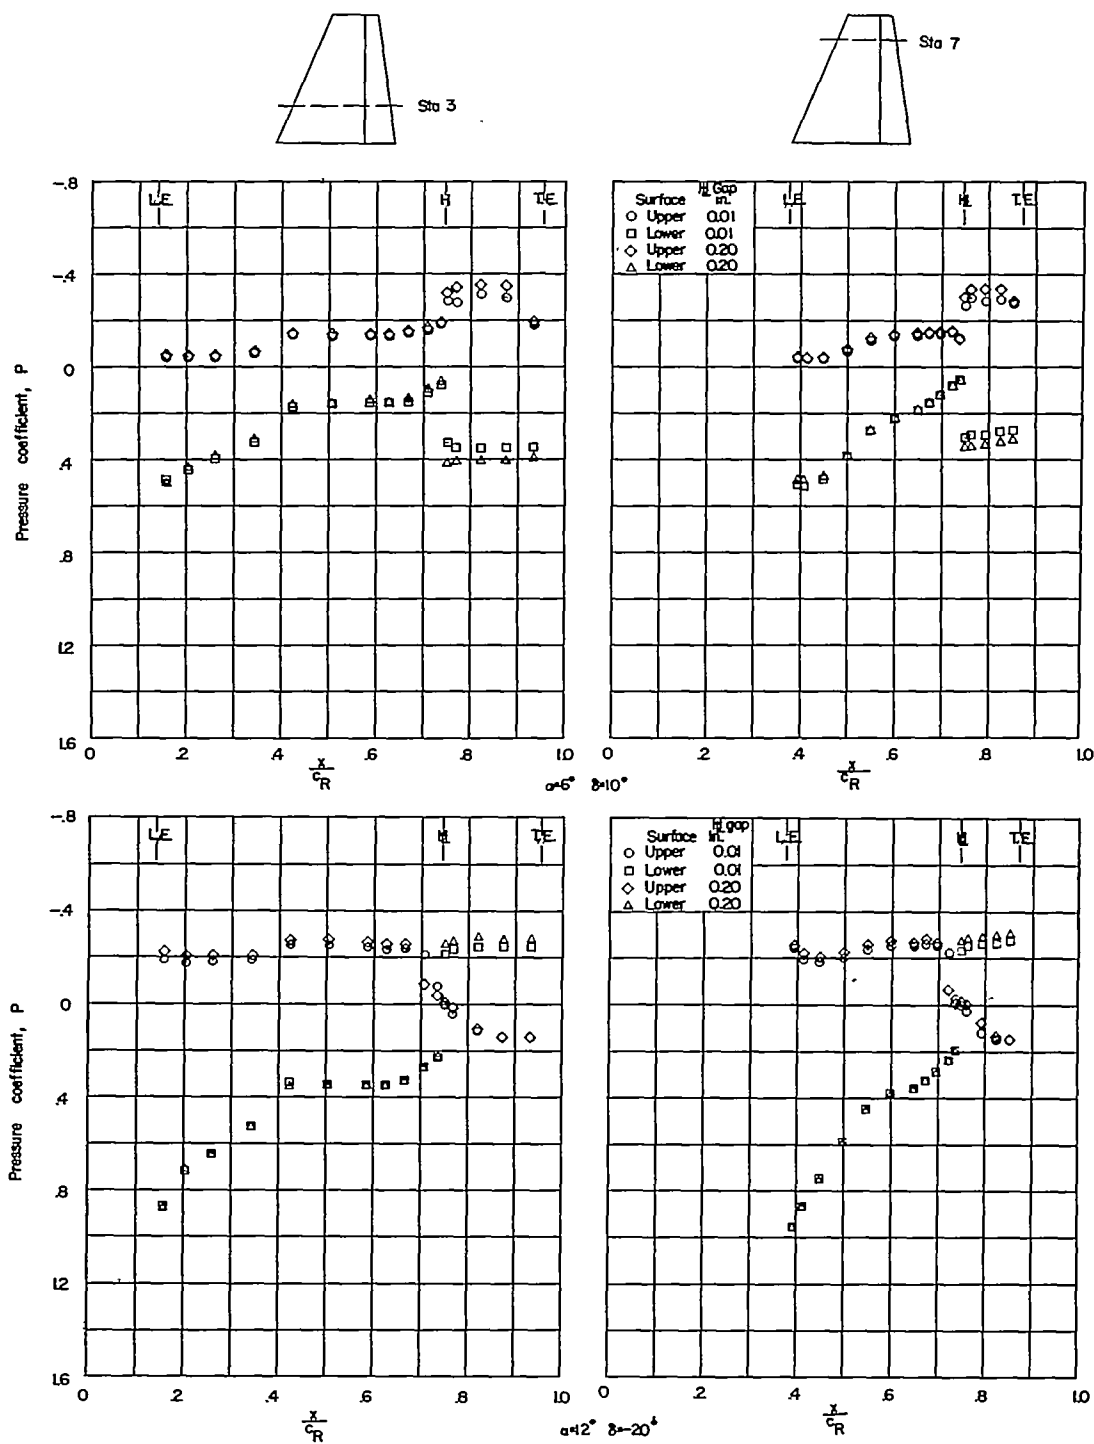 Sta 3
Sta 7
-.8
-.4
0
.4
.8
1.2
1.6
Pressure coefficient, P
L.E.
H
T.E.
0
.2
.4
.6
.8
1.0
x
cR
Gap
Surface in.
Upper 0.01
Lower 0.01
Upper 0.20
Lower 0.20
L.E.
T.E.
0
.2
.4
.6
.8
1.0
x
cR
α=6° δ=10°
-.8
-.4
0
.4
.8
1.2
1.6
Pressure coefficient, P
L.E.
T.E.
0
.2
.4
.6
.8
1.0
x
cR
gap
Surface in.
Upper 0.01
Lower 0.01
Upper 0.20
Lower 0.20
L.E.
T.E.
0
.2
.4
.6
.8
1.0
x
cR
α=12° δ=-20°